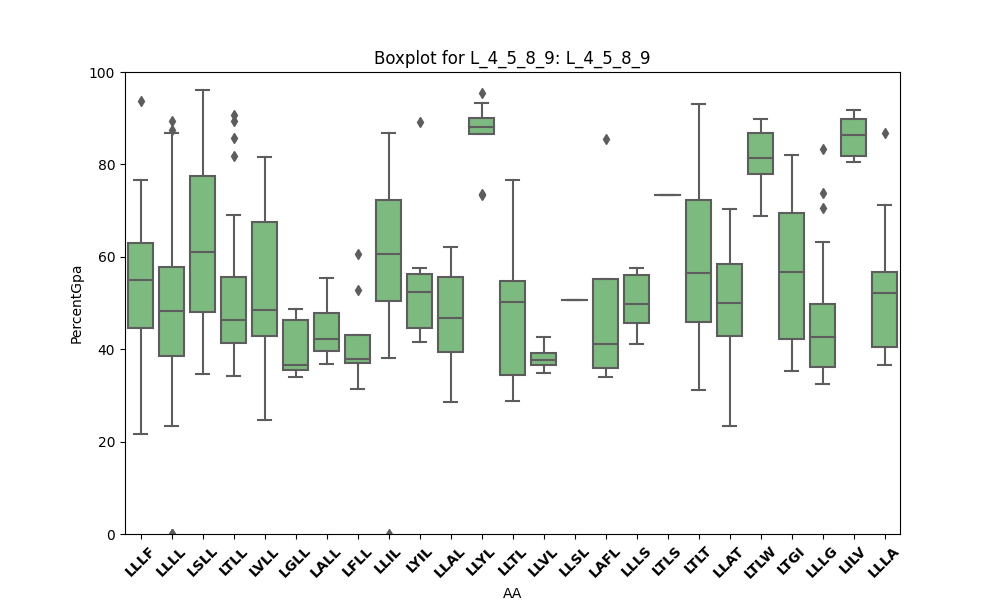 Boxplot for L_4_5_8_9: L_4_5_8_9
PercentGpa
100
80
60
40
20
0
LLLF LLLL LSLL LTLL LVLL LGLL LALL LFLL LLIL LYIL LLAL LLYL LLTL LLVL LLSL LAFL LLLS LTLS LTLT LLAT LTLW LTGI LLLG LILV LLLA
AA